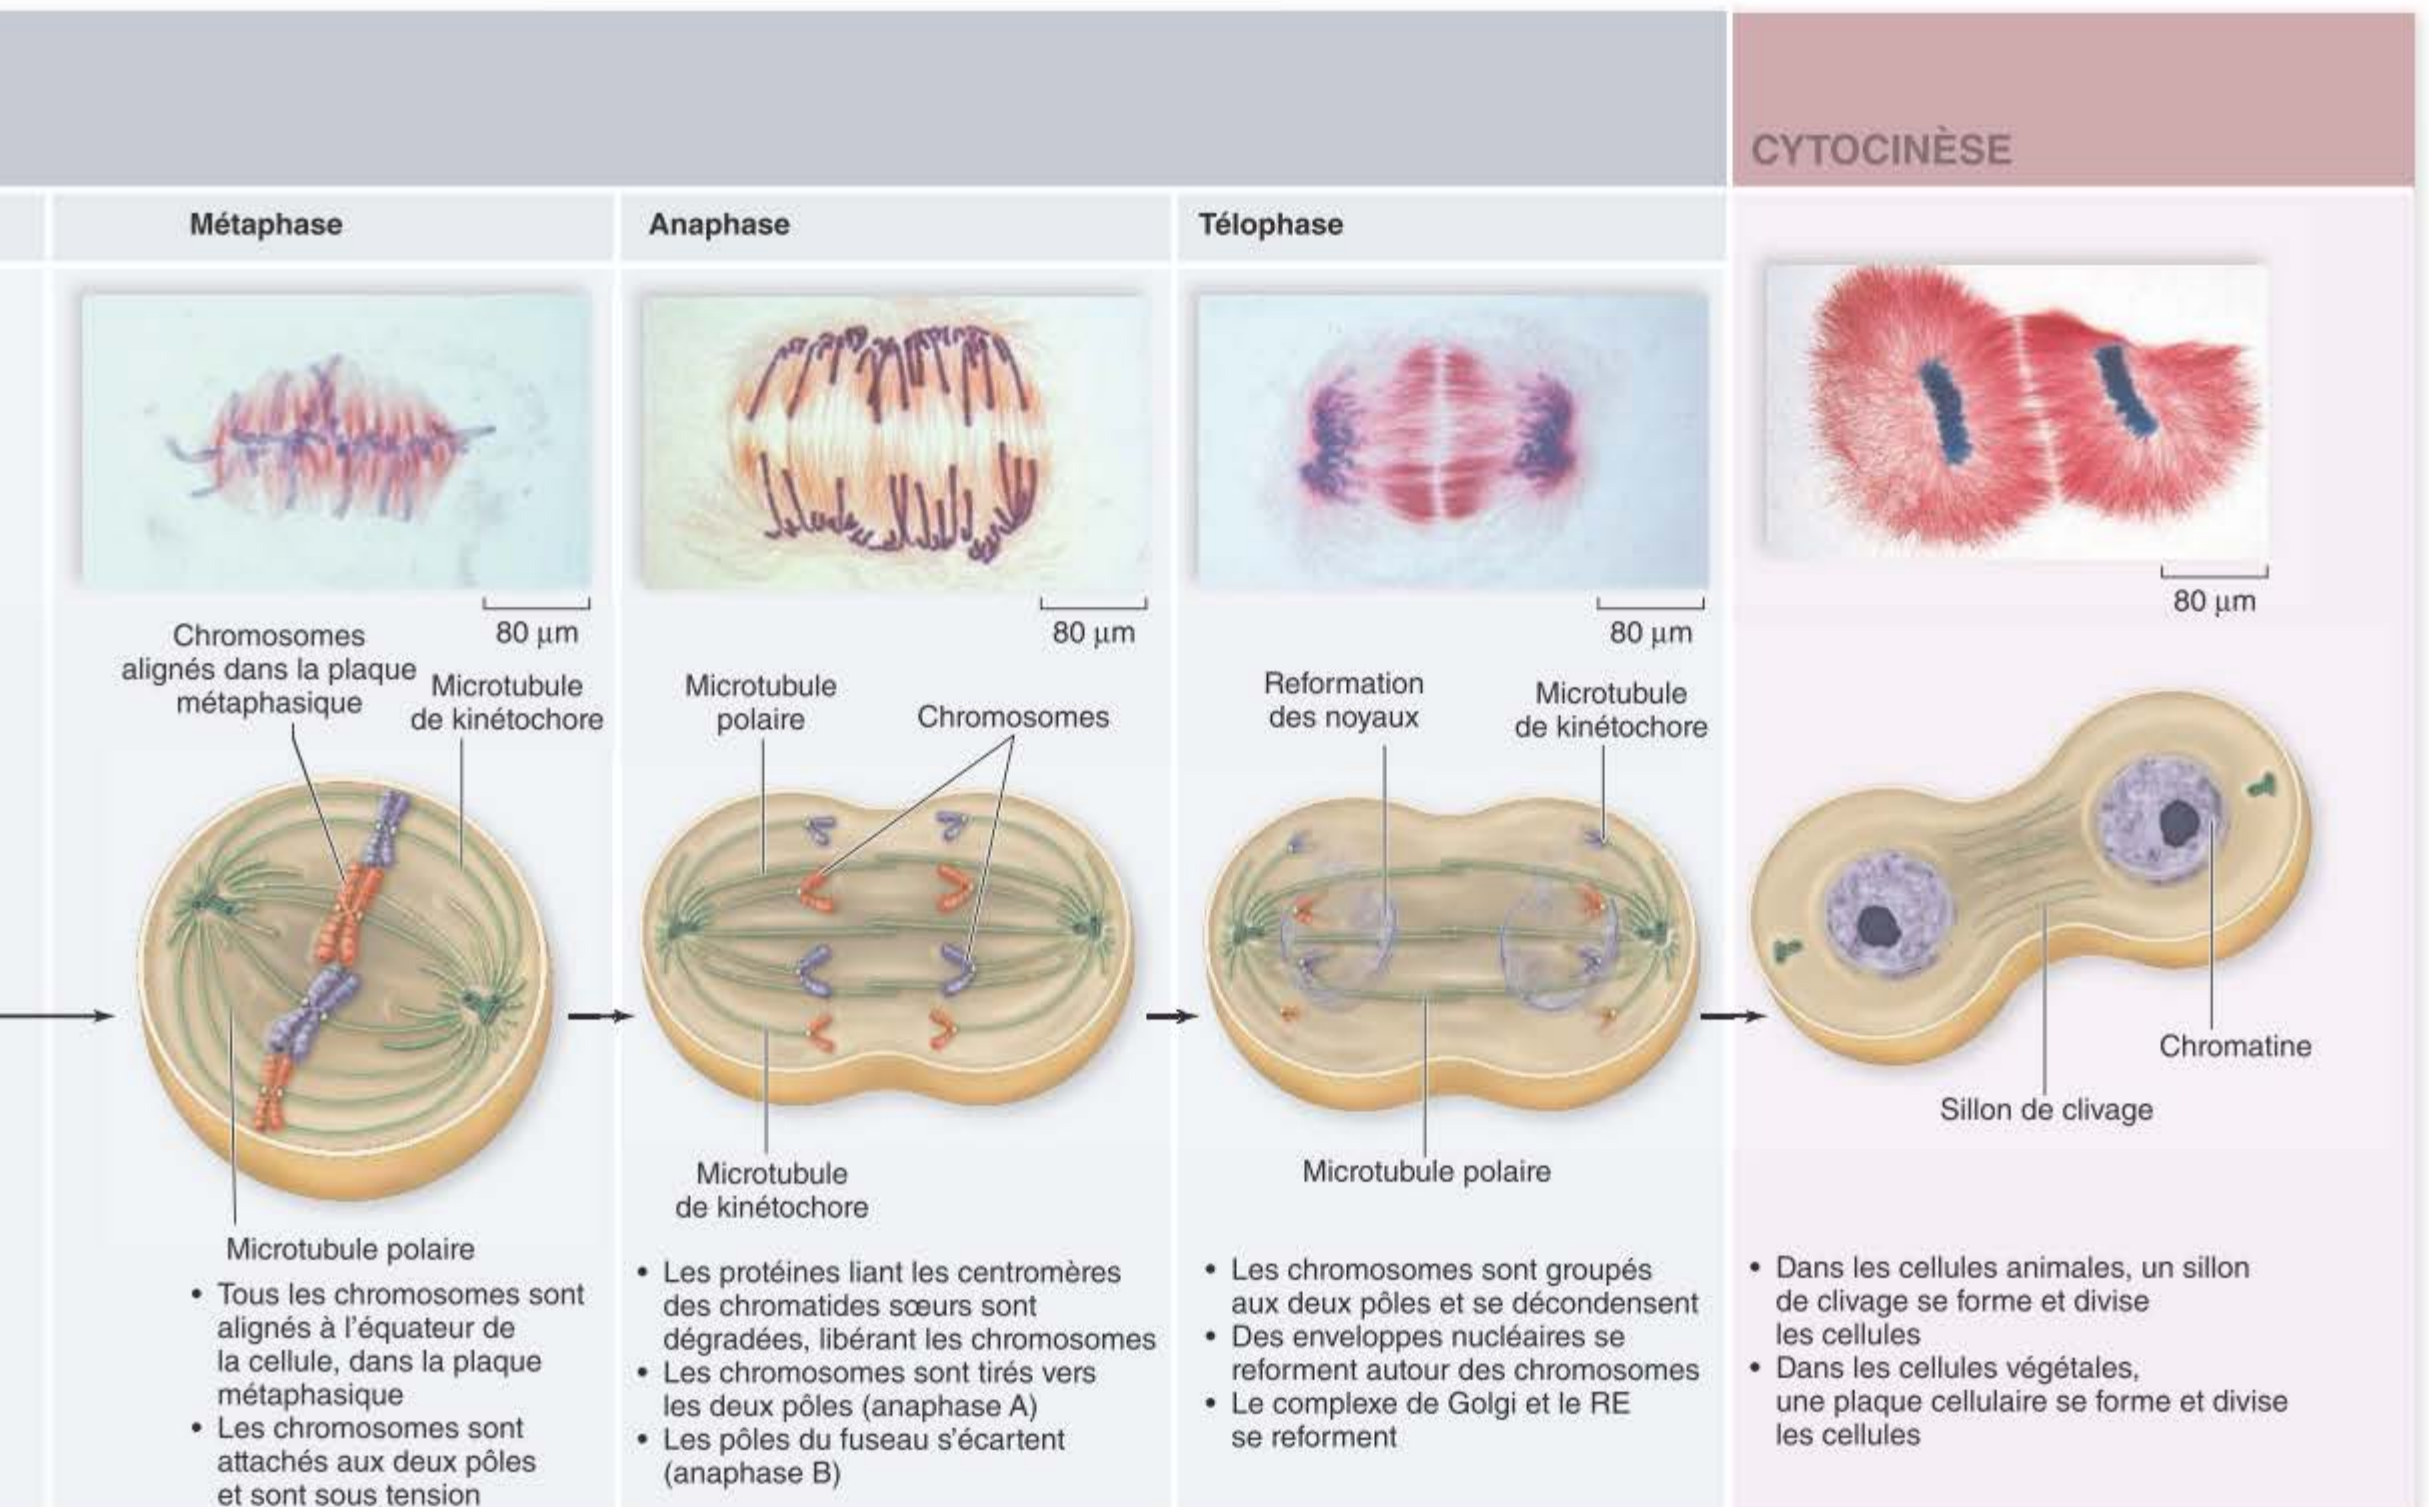 CYTOCINÈSE
Métaphase
Anaphase
Télophase
80 µm
80 µm
80 µm
80 µm
Chromosomes
alignés dans la plaque
métaphasique
Microtubule
de kinétochore
Microtubule
polaire
Chromosomes
Reformation
des noyaux
Microtubule
de kinétochore
Chromatine
Sillon de clivage
Microtubule polaire
Microtubule
de kinétochore
Microtubule polaire
• Tous les chromosomes sont
alignés à l'équateur de
la cellule, dans la plaque
métaphasique
• Les chromosomes sont
attachés aux deux pôles
et sont sous tension
• Les protéines liant les centromères
des chromatides sœurs sont
dégradées, libérant les chromosomes
• Les chromosomes sont tirés vers
les deux pôles (anaphase A)
• Les pôles du fuseau s'écartent
(anaphase B)
• Les chromosomes sont groupés
aux deux pôles et se décondensent
• Des enveloppes nucléaires se
reforment autour des chromosomes
• Le complexe de Golgi et le RE
se reforment
• Dans les cellules animales, un sillon
de clivage se forme et divise
les cellules
• Dans les cellules végétales,
une plaque cellulaire se forme et divise
les cellules